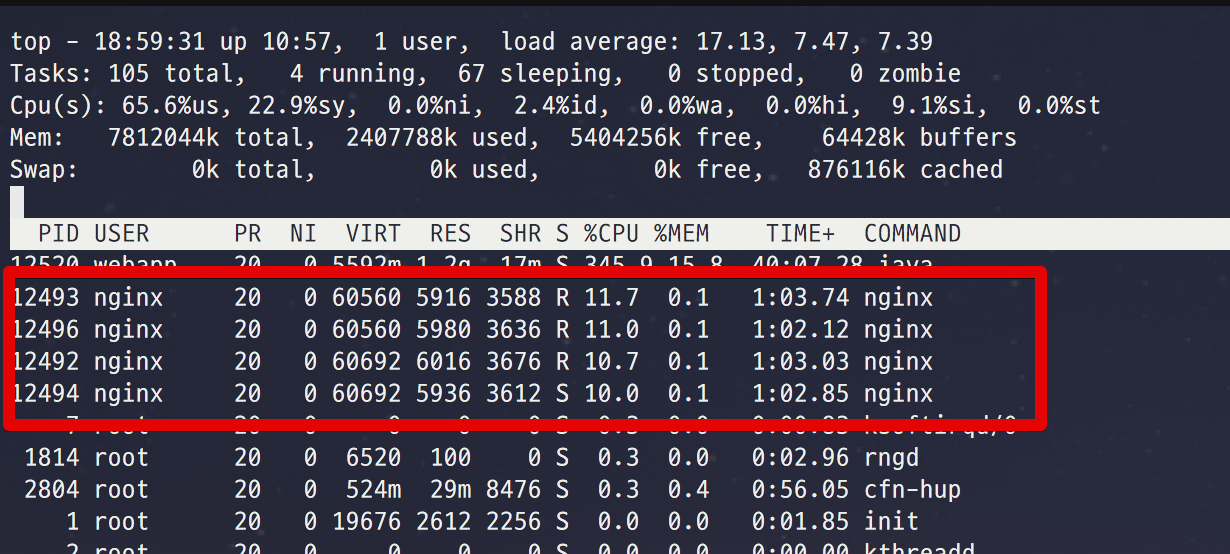 top - 18:59:31 up 10:57,  1 user,  load average: 17.13, 7.47, 7.39
Tasks: 105 total,   4 running,  67 sleeping,   0 stopped,   0 zombie
Cpu(s): 65.6%us, 22.9%sy,  0.0%ni,  2.4%id,  0.0%wa,  0.0%hi,  9.1%si,  0.0%st
Mem:   7812044k total,  2407788k used,  5404256k free,    64428k buffers
Swap:        0k total,        0k used,        0k free,   876116k cached
PID USER      PR  NI  VIRT  RES  SHR S %CPU %MEM    TIME+  COMMAND
12520 webapp    20   0 5592m 1.2g  17m S 345.9 15.8  40:07.28 java
12493 nginx     20   0 60560 5916 3588 R 11.7  0.1   1:03.74 nginx
12496 nginx     20   0 60560 5980 3636 R 11.0  0.1   1:02.12 nginx
12492 nginx     20   0 60692 6016 3676 R 10.7  0.1   1:03.03 nginx
12494 nginx     20   0 60692 5936 3612 S 10.0  0.1   1:02.85 nginx
7 root      20   0     0    0    0 S  0.3  0.0   0:00.83 ksoftirqd/0
1814 root      20   0  6520  100    0 S  0.3  0.0   0:02.96 rngd
2804 root      20   0  524m  29m 8476 S  0.3  0.4   0:56.05 cfn-hup
1 root      20   0 19676 2612 2256 S  0.0  0.0   0:01.85 init
2 root      20   0     0    0    0 S  0.0  0.0   0:00.00 kthreadd